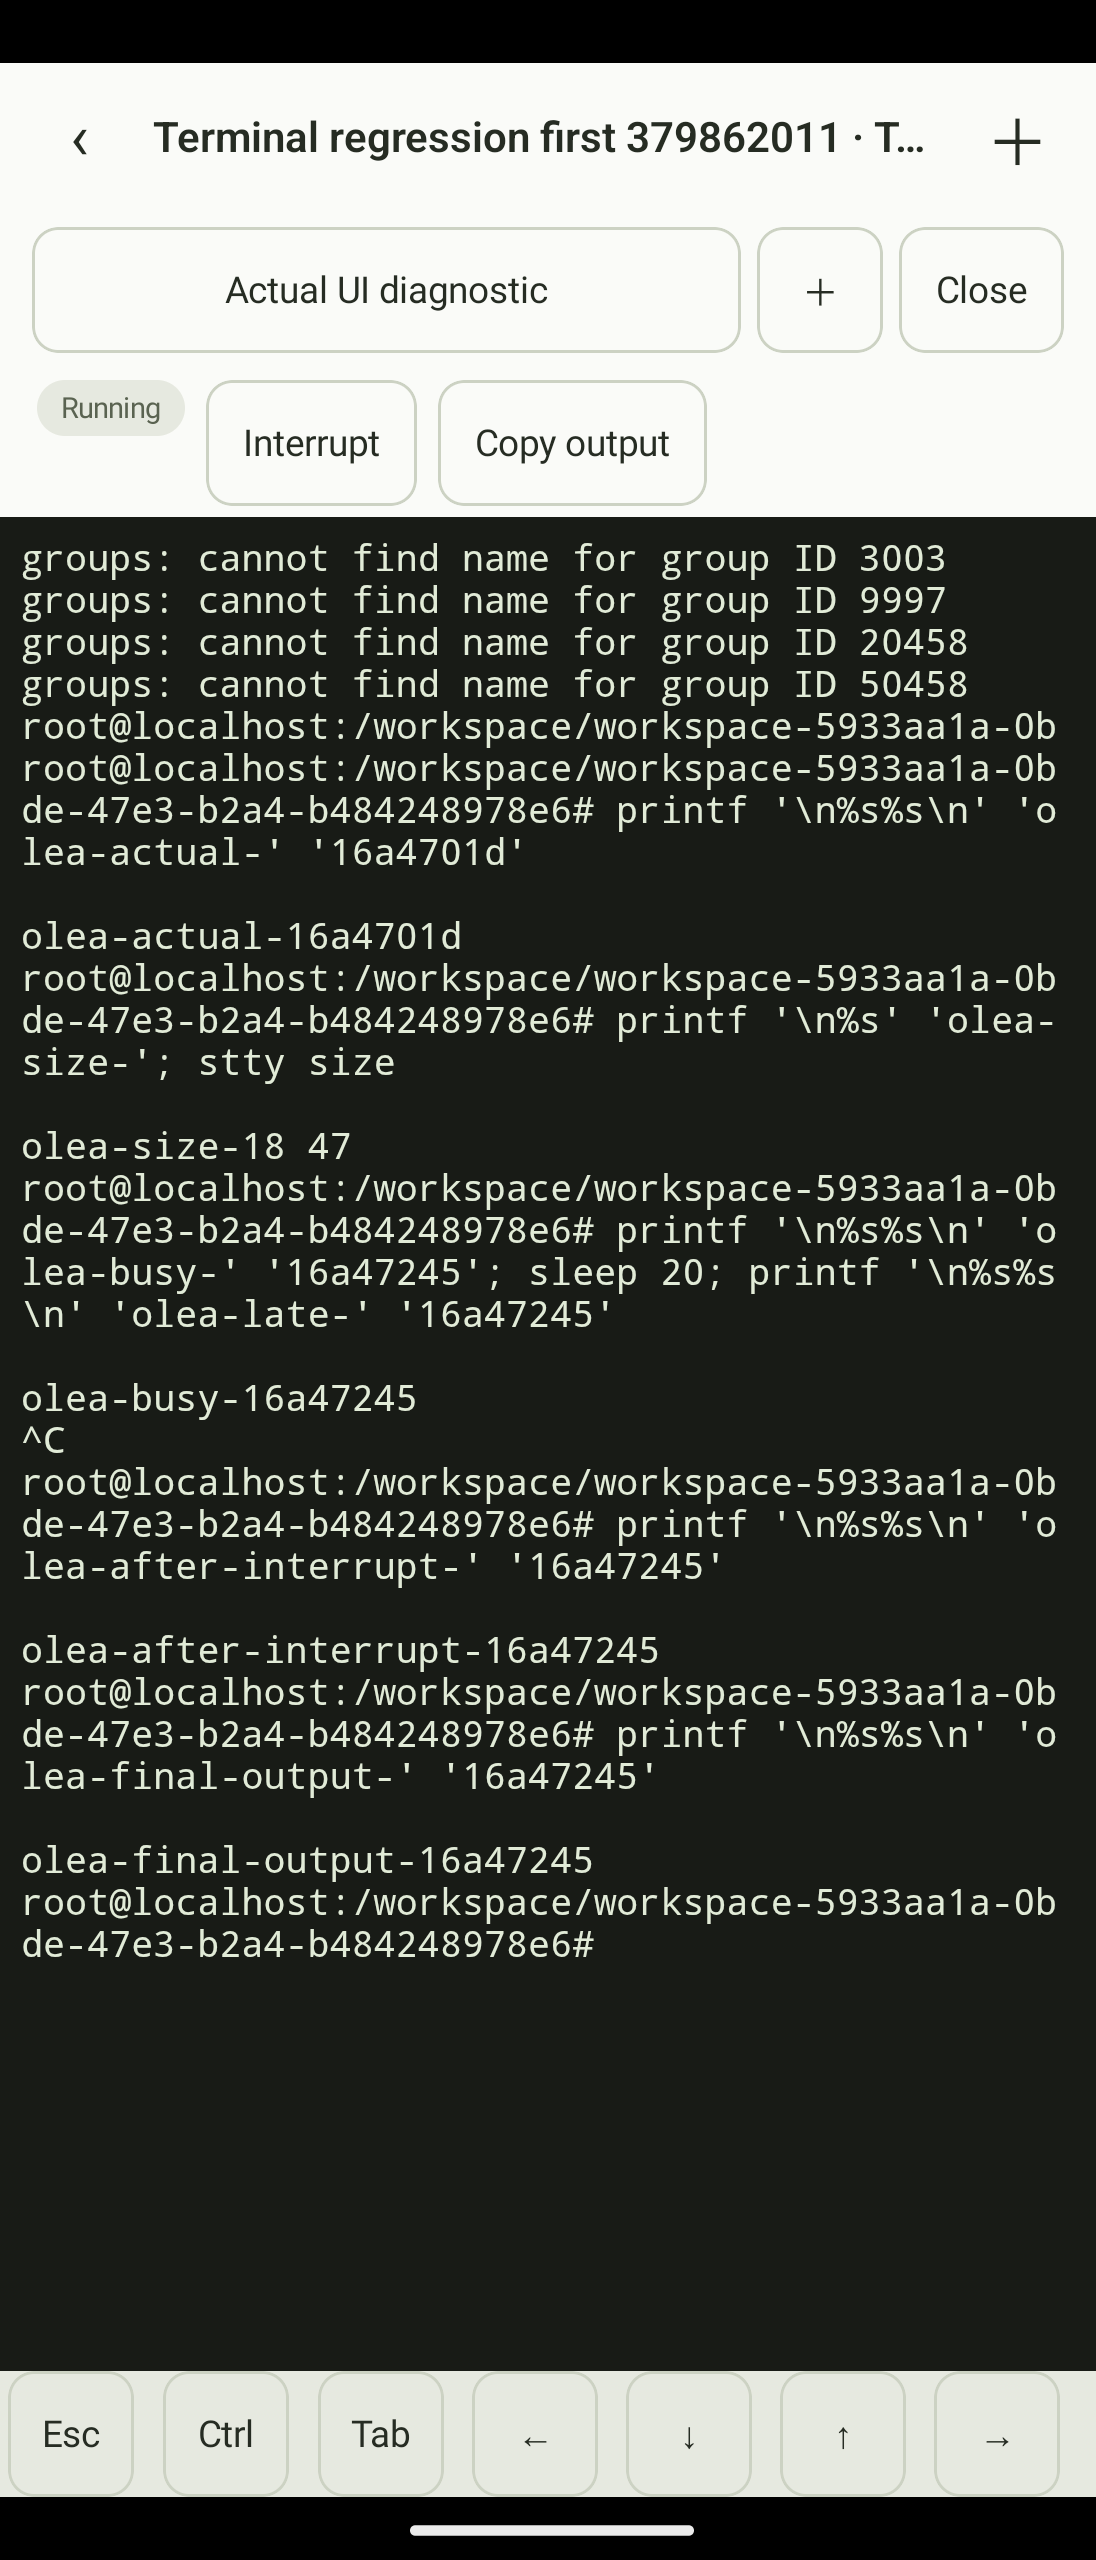 ‹ Terminal regression first 379862011 · T... +
Actual UI diagnostic + Close
Running Interrupt Copy output
groups: cannot find name for group ID 3003
groups: cannot find name for group ID 9997
groups: cannot find name for group ID 20458
groups: cannot find name for group ID 50458
root@localhost:/workspace/workspace-5933aa1a-0b
root@localhost:/workspace/workspace-5933aa1a-0b
de-47e3-b2a4-b484248978e6# printf '\n%s%s\n' 'o
lea-actual-' '16a4701d'

olea-actual-16a4701d
root@localhost:/workspace/workspace-5933aa1a-0b
de-47e3-b2a4-b484248978e6# printf '\n%s' 'olea-
size-'; stty size

olea-size-18 47
root@localhost:/workspace/workspace-5933aa1a-0b
de-47e3-b2a4-b484248978e6# printf '\n%s%s\n' 'o
lea-busy-' '16a47245'; sleep 20; printf '\n%s%s
\n' 'olea-late-' '16a47245'

olea-busy-16a47245
^C
root@localhost:/workspace/workspace-5933aa1a-0b
de-47e3-b2a4-b484248978e6# printf '\n%s%s\n' 'o
lea-after-interrupt-' '16a47245'

olea-after-interrupt-16a47245
root@localhost:/workspace/workspace-5933aa1a-0b
de-47e3-b2a4-b484248978e6# printf '\n%s%s\n' 'o
lea-final-output-' '16a47245'

olea-final-output-16a47245
root@localhost:/workspace/workspace-5933aa1a-0b
de-47e3-b2a4-b484248978e6#
Esc Ctrl Tab ← ↓ ↑ →